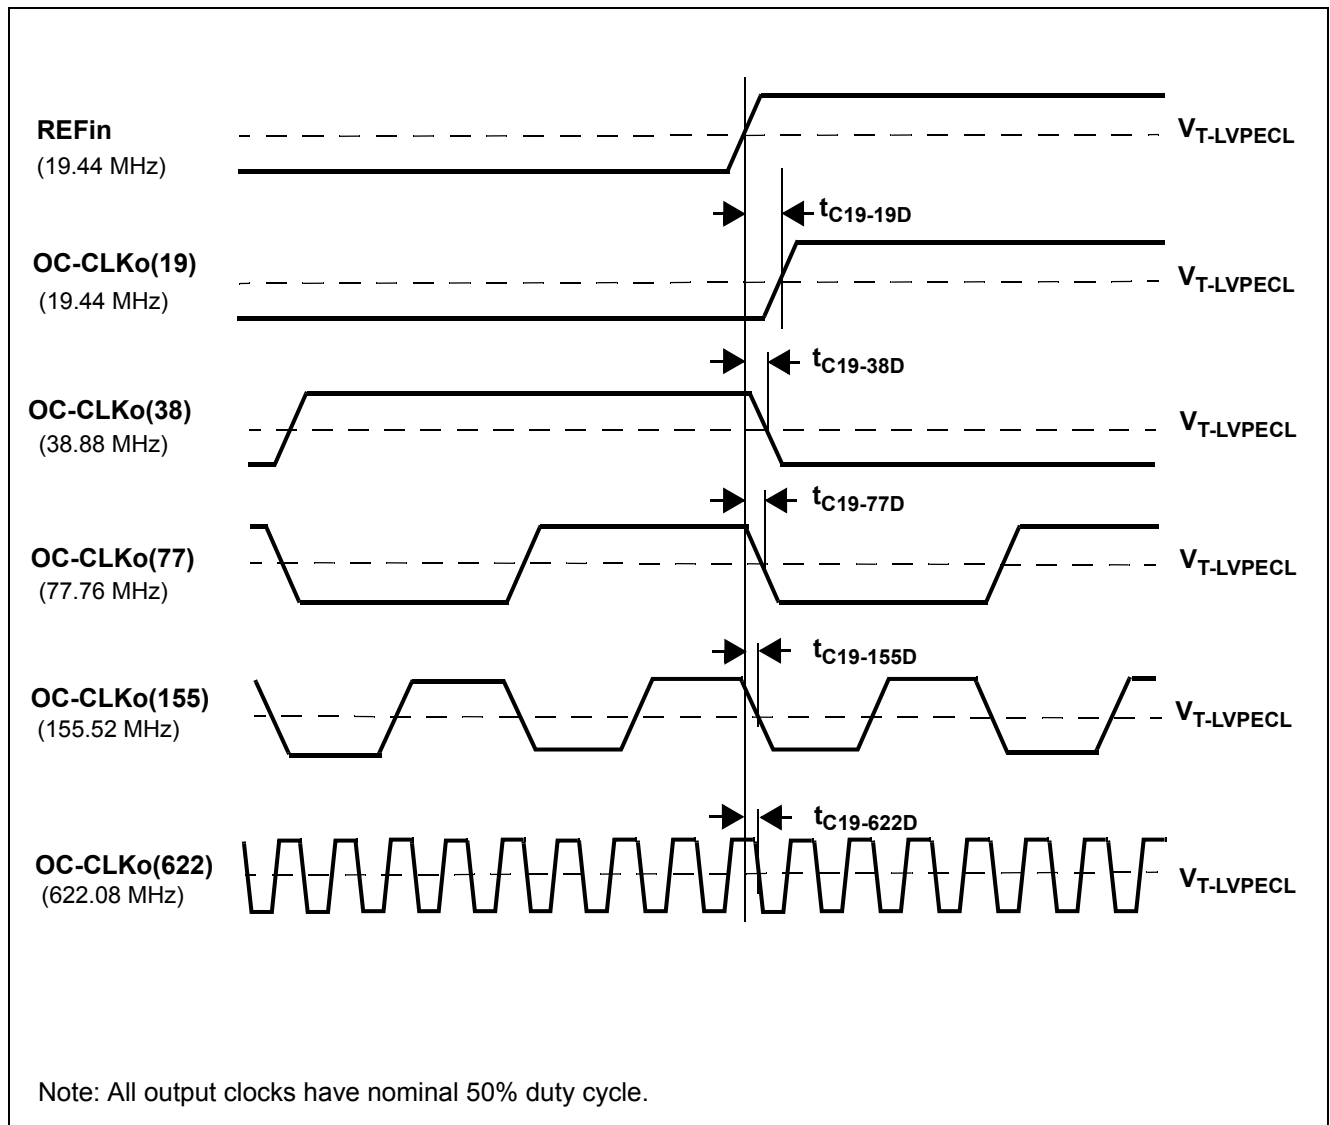 REFin
(19.44 MHz)
VT-LVPECL
tC19-19D
OC-CLKo(19)
(19.44 MHz)
VT-LVPECL
tC19-38D
OC-CLKo(38)
(38.88 MHz)
VT-LVPECL
tC19-77D
OC-CLKo(77)
(77.76 MHz)
VT-LVPECL
tC19-155D
OC-CLKo(155)
(155.52 MHz)
VT-LVPECL
tC19-622D
OC-CLKo(622)
(622.08 MHz)
VT-LVPECL
Note: All output clocks have nominal 50% duty cycle.